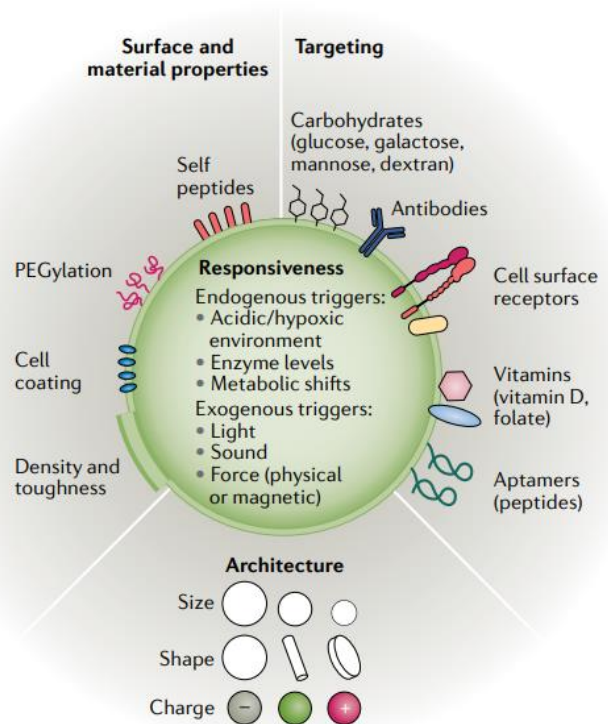 Surface and
material properties
Targeting
Carbohydrates
(glucose, galactose,
mannose, dextran)
Self
peptides
Antibodies
PEGylation
Responsiveness
Endogenous triggers:
• Acidic/hypoxic
environment
• Enzyme levels
• Metabolic shifts
Exogenous triggers:
• Light
• Sound
• Force (physical
or magnetic)
Cell surface
receptors
Cell
coating
Vitamins
(vitamin D,
folate)
Density and
toughness
Aptamers
(peptides)
Architecture
Size
Shape
Charge
− +